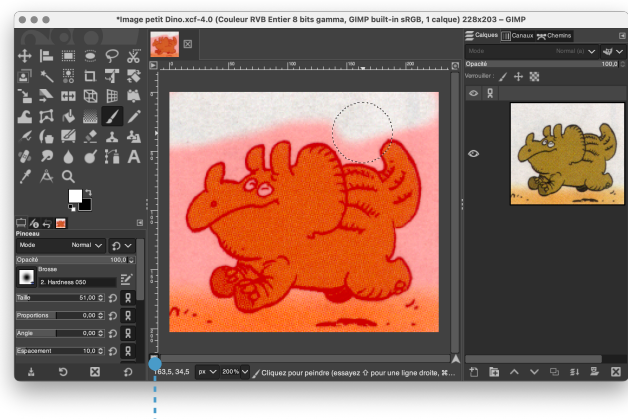 *Image petit Dino.xcf-4.0 (Couleur RVB Entier 8 bits gamma, GIMP built-in sRGB, 1 calque) 228x203 – GIMP
Calques Canaux Chemins
Mode Normal
Opacité 100,0
Verrouiller :
A
Pinceau
Mode Normal
Opacité 100,0
Brosse
2. Hardness 050
Taille 51,00
Proportions 0,00
Angle 0,00
Espacement 10,0
163,5, 34,5 px 200% Cliquez pour peindre (essayez ⇧ pour une ligne droite, ⌘...